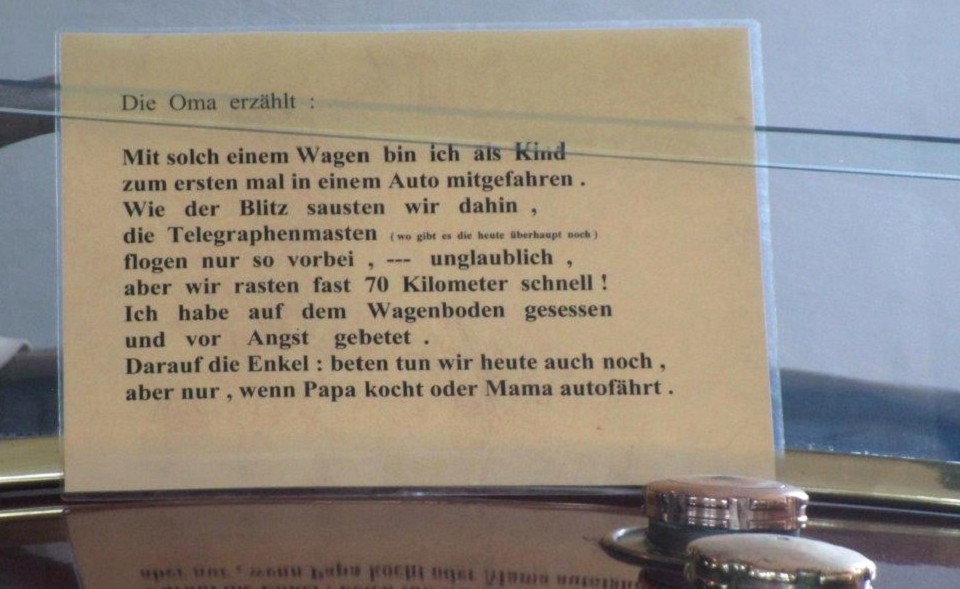 Die Oma erzählt :
Mit solch einem Wagen bin ich als Kind
zum ersten mal in einem Auto mitgefahren .
Wie der Blitz sausten wir dahin ,
die Telegraphenmasten ( wo gibt es die heute überhaupt noch )
flogen nur so vorbei , --- unglaublich ,
aber wir rasten fast 70 Kilometer schnell !
Ich habe auf dem Wagenboden gesessen
und vor Angst gebetet .
Darauf die Enkel : beten tun wir heute auch noch ,
aber nur , wenn Papa kocht oder Mama autofährt .